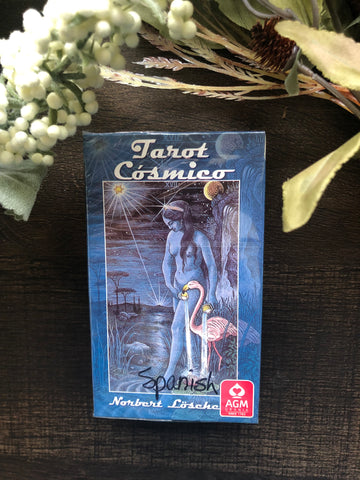 Tarot
Cósmico
Spanish
Norbert Lösche
AGM